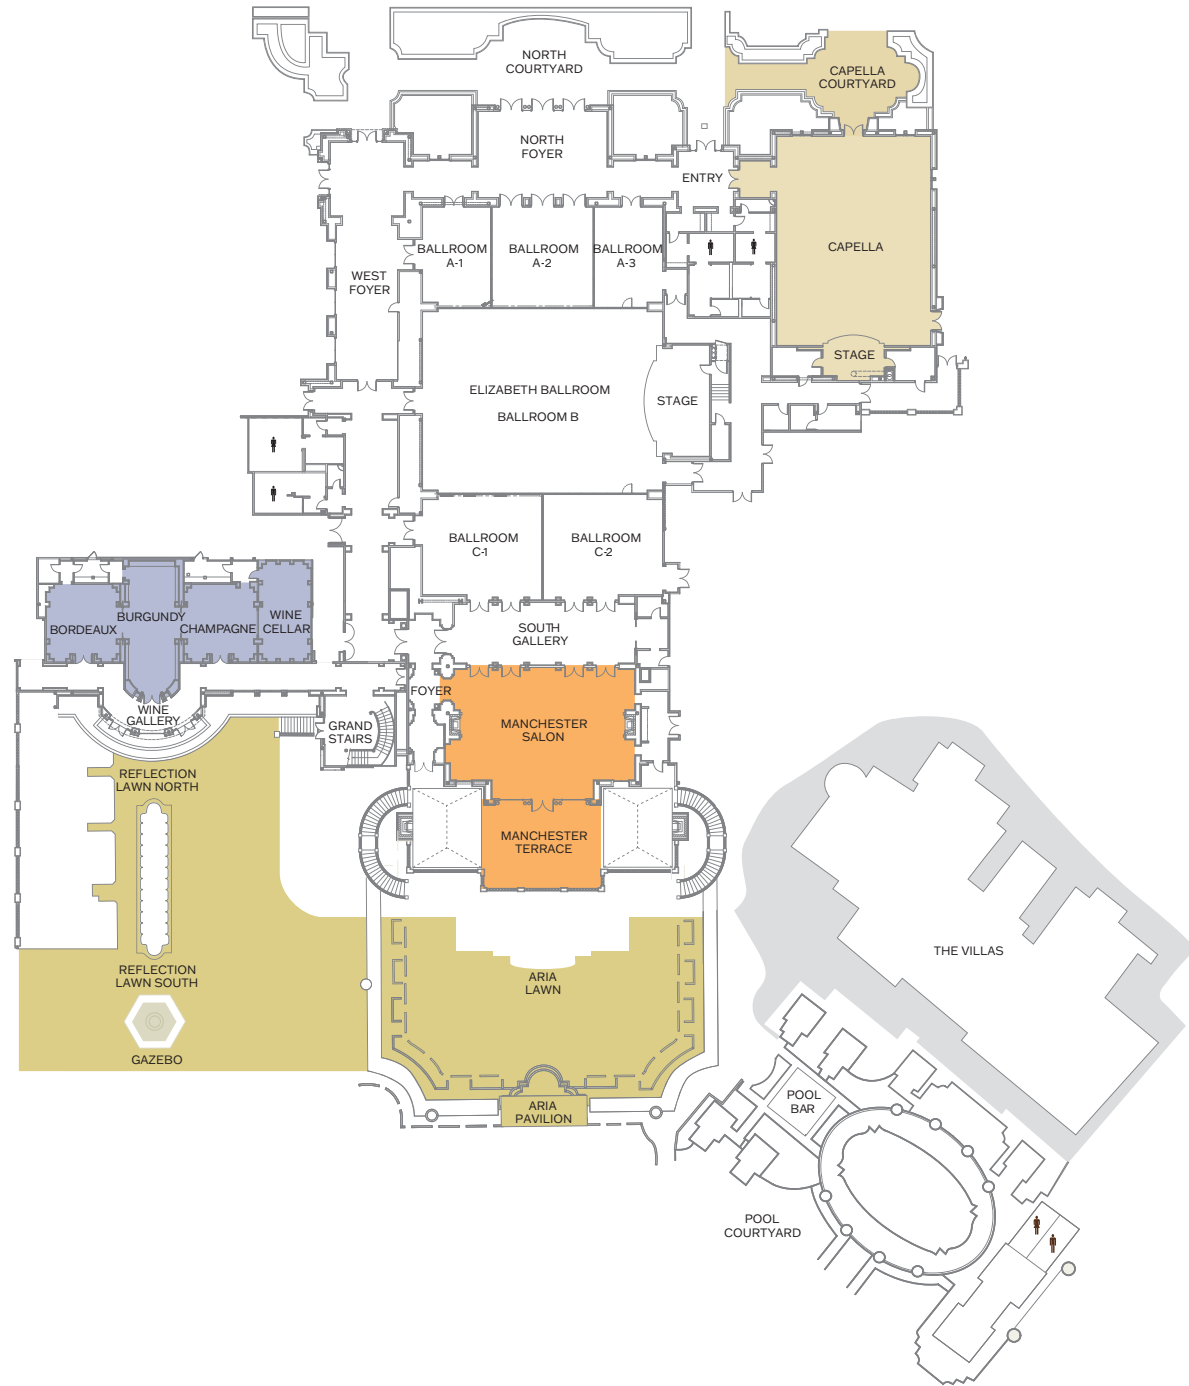 NORTH
COURTYARD
CAPELLA
COURTYARD
NORTH
FOYER
ENTRY
BALLROOM
A-1
BALLROOM
A-2
BALLROOM
A-3
CAPELLA
WEST
FOYER
STAGE
ELIZABETH BALLROOM
BALLROOM B
STAGE
BALLROOM
C-1
BALLROOM
C-2
BORDEAUX
BURGUNDY
CHAMPAGNE
WINE
CELLAR
SOUTH
GALLERY
FOYER
WINE
GALLERY
GRAND
STAIRS
MANCHESTER
SALON
REFLECTION
LAWN NORTH
MANCHESTER
TERRACE
THE VILLAS
REFLECTION
LAWN SOUTH
ARIA
LAWN
GAZEBO
ARIA
PAVILION
POOL
BAR
POOL
COURTYARD